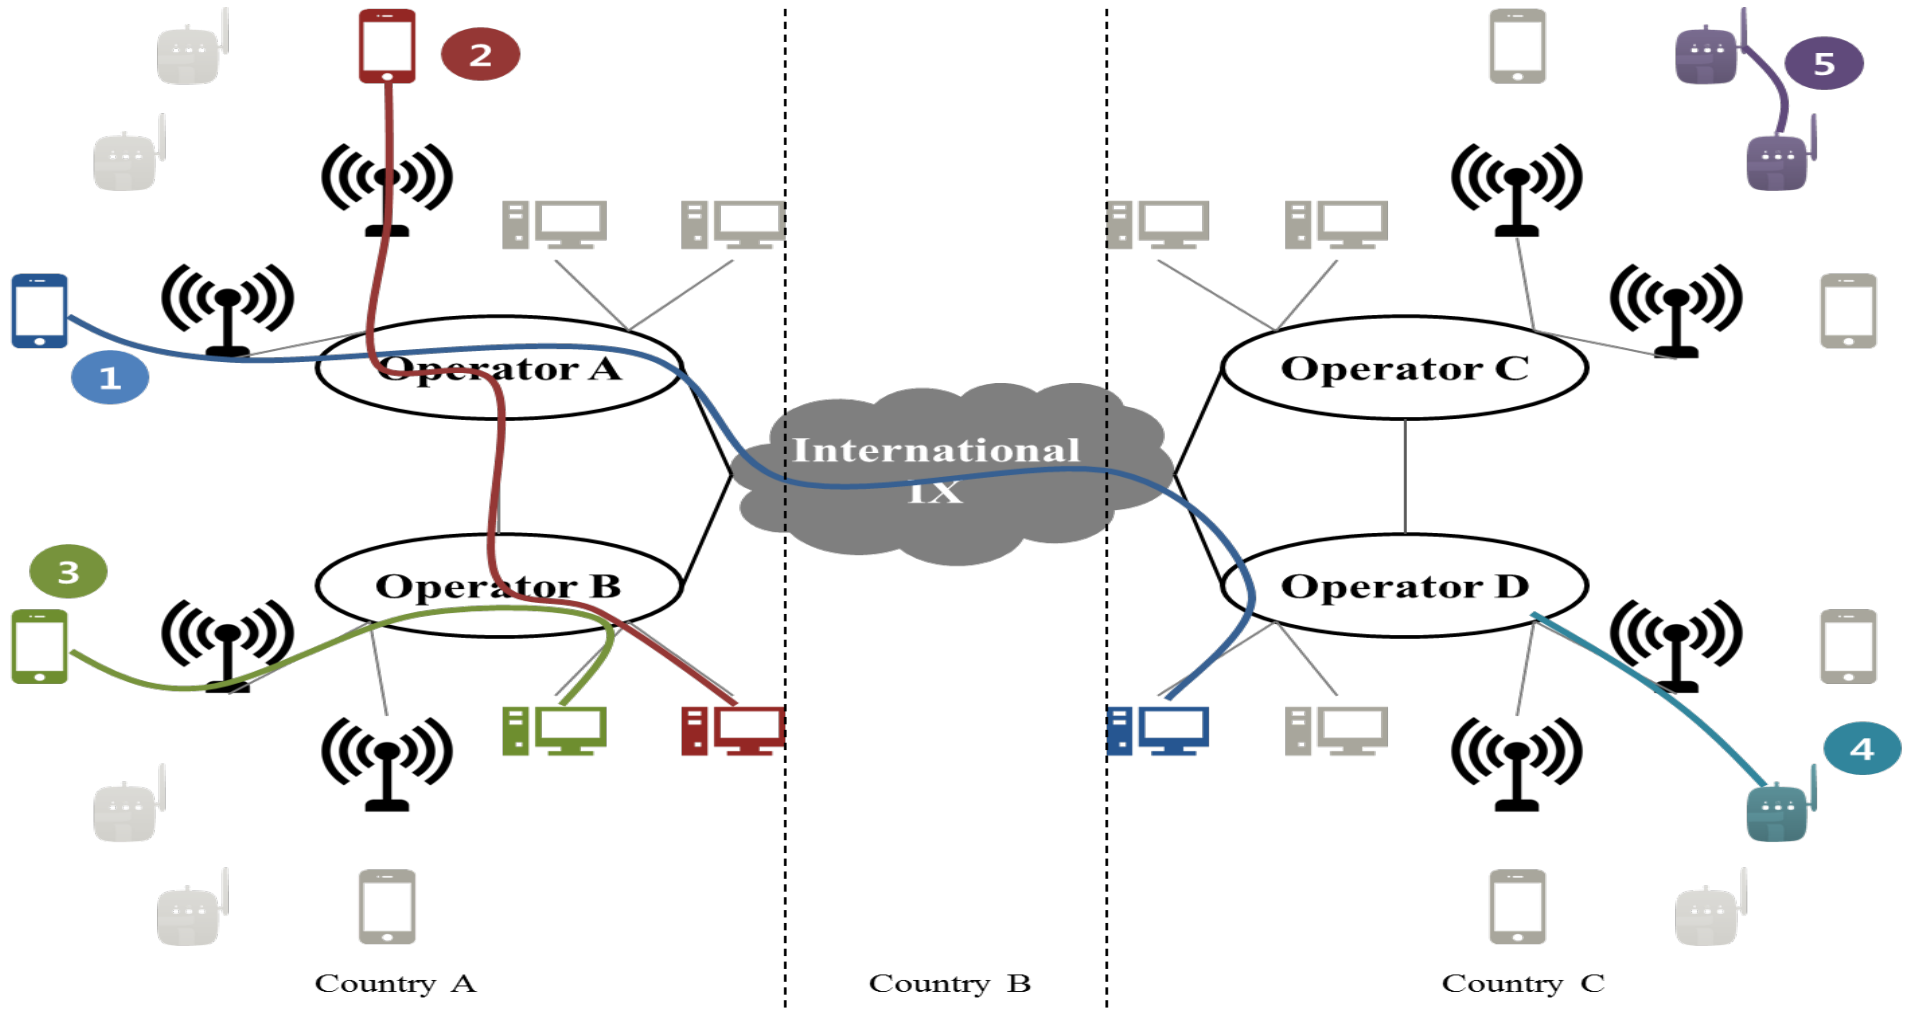 2
5
1
Operator A
Operator C
International
IX
3
Operator B
Operator D
4
Country A
Country B
Country C